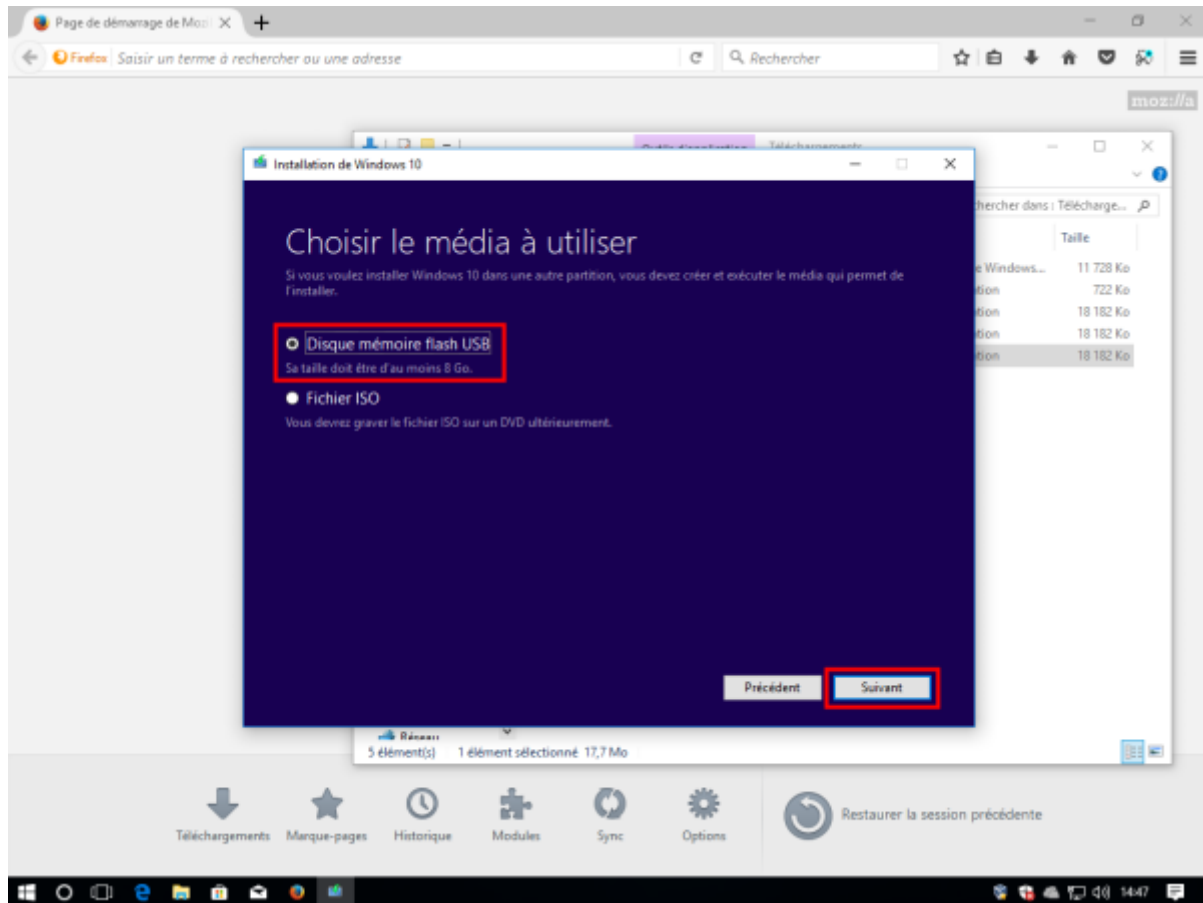 Page de démarrage de Mozil
Firefox
Saisir un terme à rechercher ou une adresse
Rechercher
moz://a
Outils d'application
Téléchargements
Installation de Windows 10
hercher dans : Télécharge...
Choisir le média à utiliser
Taille
Si vous voulez installer Windows 10 dans une autre partition, vous devez créer et exécuter le média qui permet de
l'installer.
e Windows...
11 728 Ko
tion
722 Ko
tion
18 182 Ko
tion
18 182 Ko
tion
18 182 Ko
Disque mémoire flash USB
Sa taille doit être d'au moins 8 Go.
Fichier ISO
Vous devrez graver le fichier ISO sur un DVD ultérieurement.
Précédent
Suivant
Réseau
5 élément(s)
1 élément sélectionné 17,7 Mo
Téléchargements
Marque-pages
Historique
Modules
Sync
Options
Restaurer la session précédente
14:47